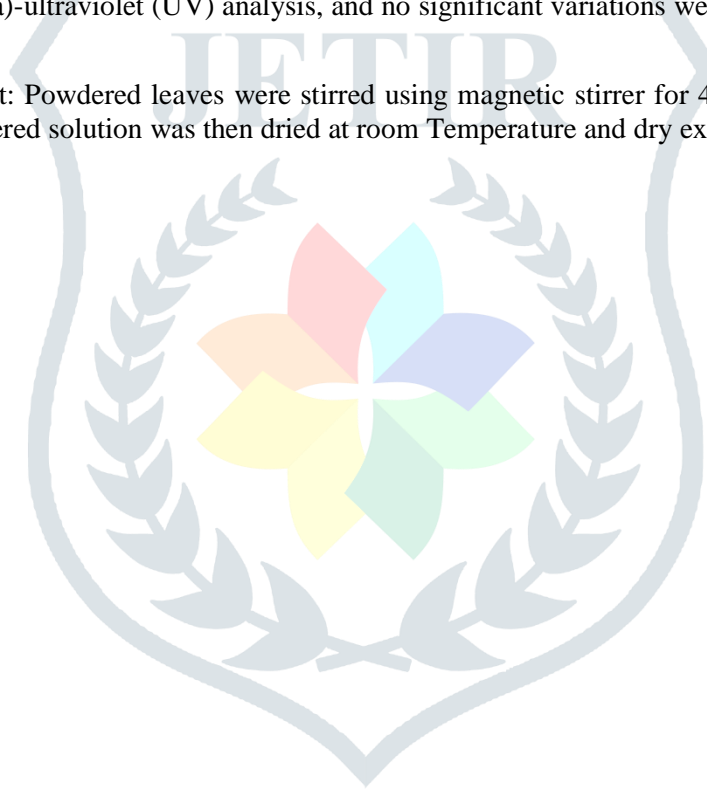 a)-ultraviolet (UV) analysis, and no significant variations we
JETIR
t: Powdered leaves were stirred using magnetic stirrer for 4
ered solution was then dried at room Temperature and dry ex